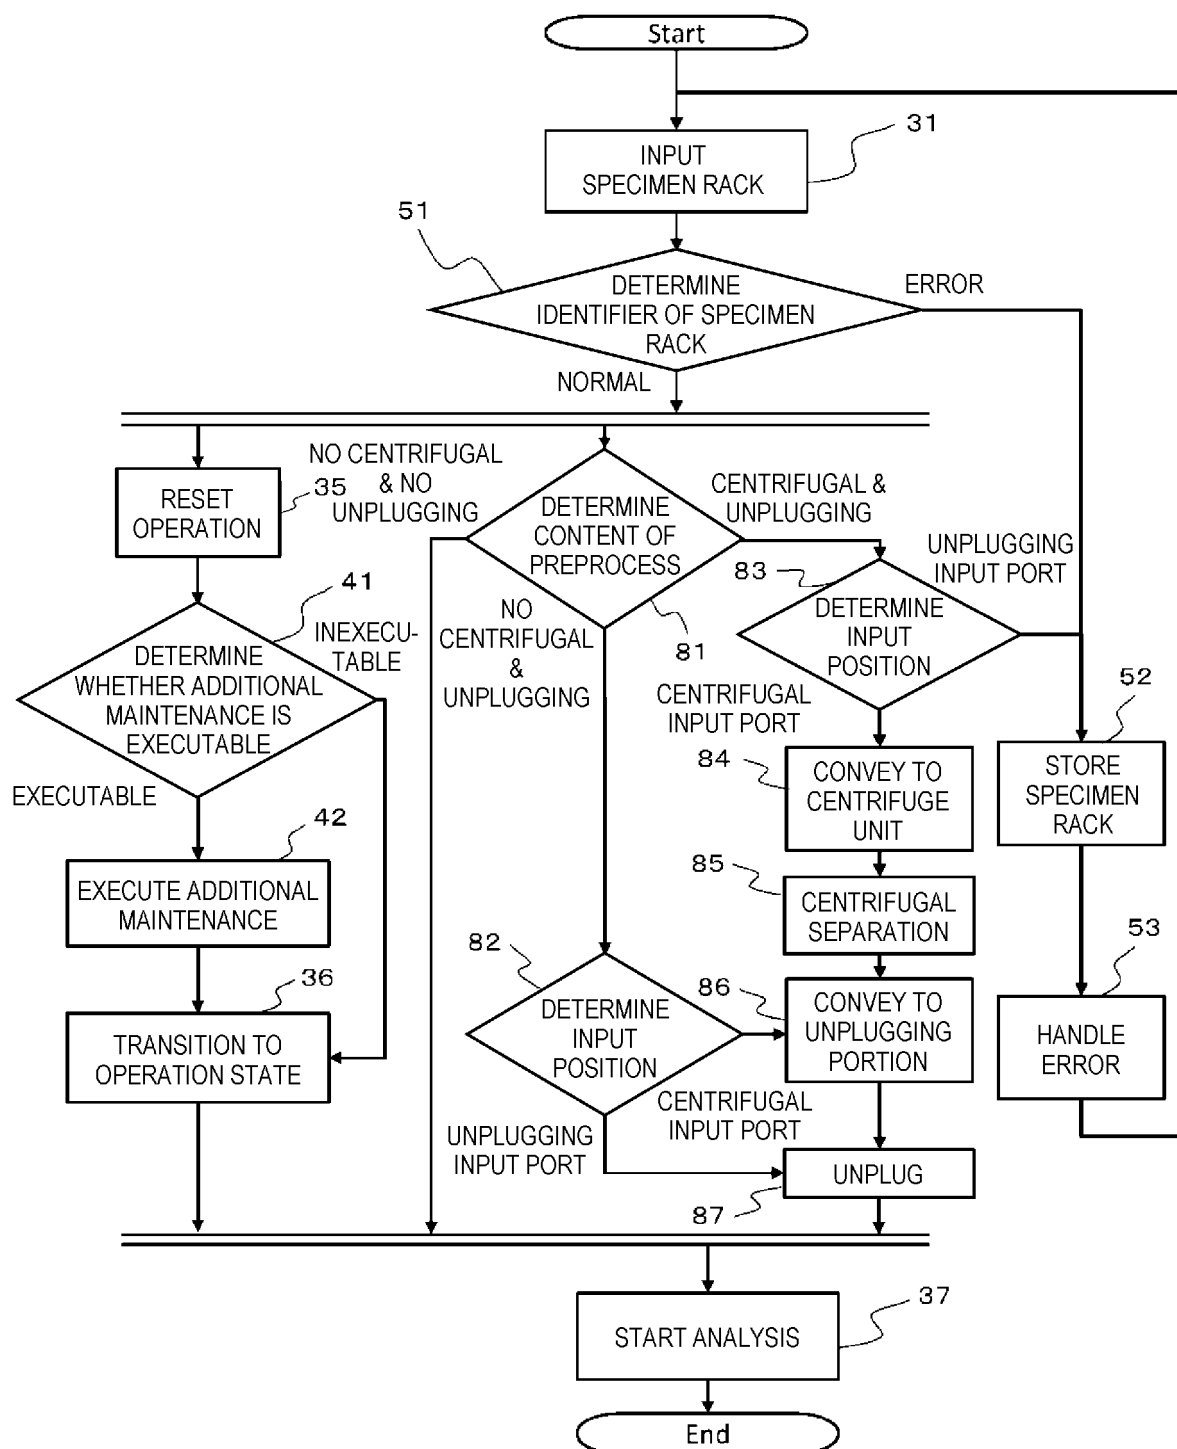 Start
31
INPUT
SPECIMEN RACK
51
DETERMINE
IDENTIFIER OF SPECIMEN
RACK
ERROR
NORMAL
RESET
OPERATION
35
NO CENTRIFUGAL
& NO
UNPLUGGING
DETERMINE
CONTENT OF
PREPROCESS
CENTRIFUGAL &
UNPLUGGING
81
41
DETERMINE
WHETHER ADDITIONAL
MAINTENANCE IS
EXECUTABLE
INEXECU-
TABLE
NO
CENTRIFUGAL
&
UNPLUGGING
83
DETERMINE
INPUT
POSITION
UNPLUGGING
INPUT PORT
CENTRIFUGAL
INPUT PORT
EXECUTABLE
42
EXECUTE ADDITIONAL
MAINTENANCE
84
CONVEY TO
CENTRIFUGE
UNIT
52
STORE
SPECIMEN
RACK
85
CENTRIFUGAL
SEPARATION
36
TRANSITION TO
OPERATION STATE
82
DETERMINE
INPUT
POSITION
86
CONVEY TO
UNPLUGGING
PORTION
53
HANDLE
ERROR
UNPLUGGING
INPUT PORT
CENTRIFUGAL
INPUT PORT
UNPLUG
87
37
START ANALYSIS
End